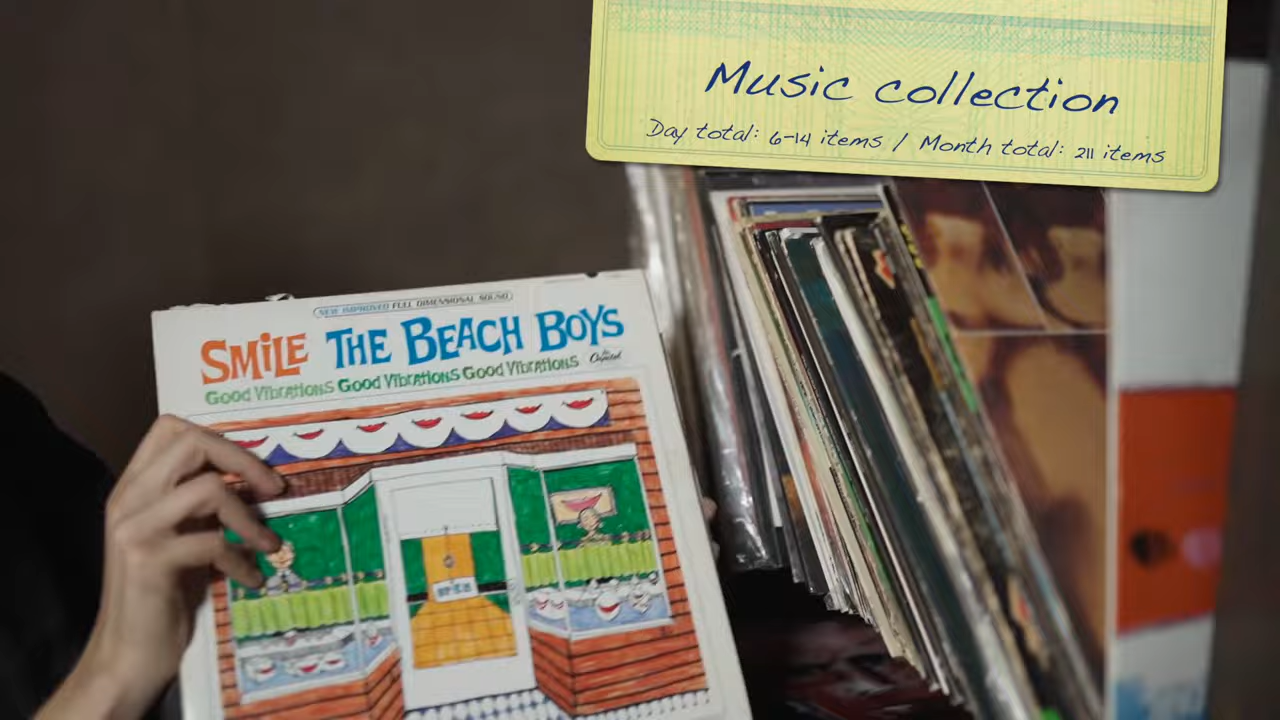 Music collection
Day total: 6-14 items / Month total: 211 items
NEW IMPROVED FULL DIMENSIONAL SOUND
SMiLE THE BEACH BOYS
Good Vibrations Good Vibrations Good Vibrations
Capitol
OPEN